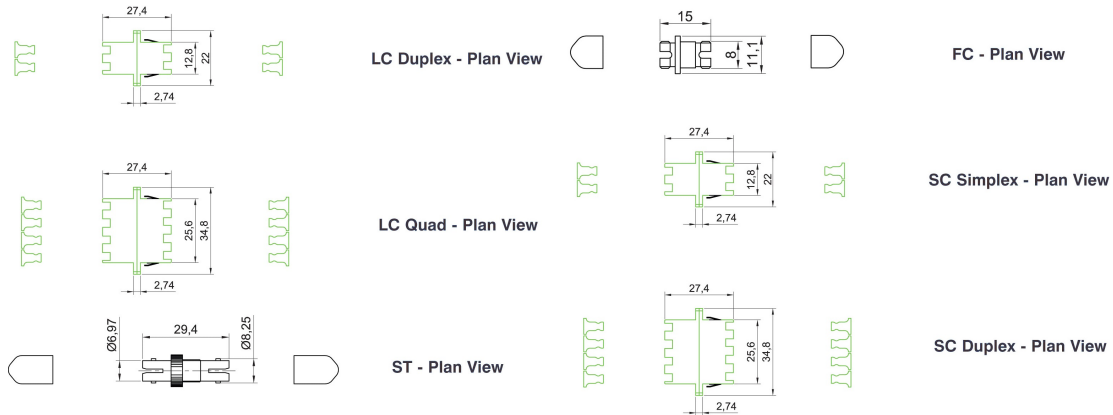 27,4
12,8
22
2,74
LC Duplex - Plan View
15
8
11,1
FC - Plan View
27,4
12,8
22
2,74
SC Simplex - Plan View
27,4
25,6
34,8
2,74
LC Quad - Plan View
27,4
25,6
34,8
2,74
SC Duplex - Plan View
Ø6,97
29,4
Ø8,25
ST - Plan View